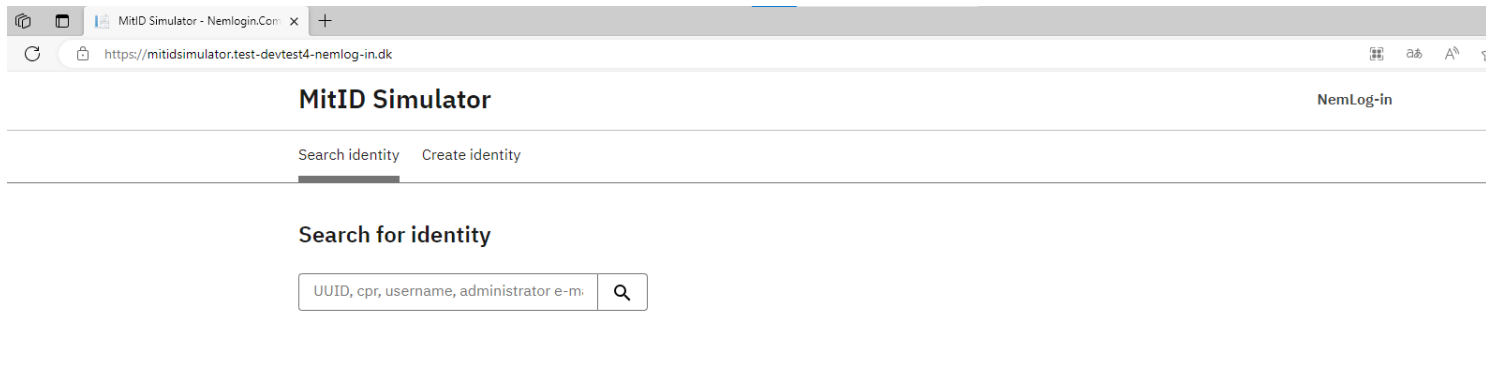 MitID Simulator - Nemlogin.Com
https://mitidsimulator.test-devtest4-nemlog-in.dk
MitID Simulator
NemLog-in
Search identity Create identity
Search for identity
UUID, cpr, username, administrator e-m